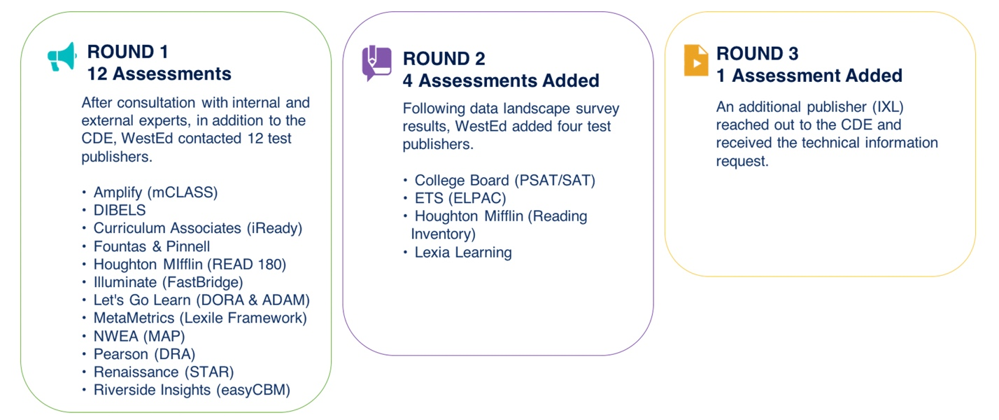 ROUND 1
12 Assessments
After consultation with internal and
external experts, in addition to the
CDE, WestEd contacted 12 test
publishers.
• Amplify (mCLASS)
• DIBELS
• Curriculum Associates (iReady)
• Fountas & Pinnell
• Houghton MIfflin (READ 180)
• Illuminate (FastBridge)
• Let's Go Learn (DORA & ADAM)
• MetaMetrics (Lexile Framework)
• NWEA (MAP)
• Pearson (DRA)
• Renaissance (STAR)
• Riverside Insights (easyCBM)
ROUND 2
4 Assessments Added
Following data landscape survey
results, WestEd added four test
publishers.
• College Board (PSAT/SAT)
• ETS (ELPAC)
• Houghton Mifflin (Reading
Inventory)
• Lexia Learning
ROUND 3
1 Assessment Added
An additional publisher (IXL)
reached out to the CDE and
received the technical information
request.